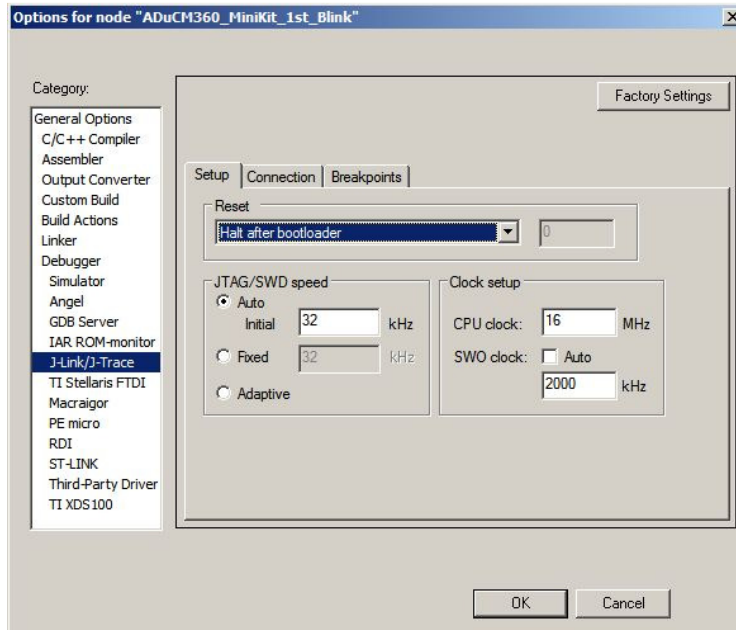 Options for node "ADuCM360_MiniKit_1st_Blink"
Category:
General Options
C/C++ Compiler
Assembler
Output Converter
Custom Build
Build Actions
Linker
Debugger
Simulator
Angel
GDB Server
IAR ROM-monitor
J-Link/J-Trace
TI Stellaris FTDI
Macraigor
PE micro
RDI
ST-LINK
Third-Party Driver
TI XDS100
Factory Settings
Setup Connection Breakpoints
Reset
Halt after bootloader 0
JTAG/SWD speed
Auto
Initial 32 kHz
Fixed 32 kHz
Adaptive
Clock setup
CPU clock: 16 MHz
SWO clock: Auto
2000 kHz
OK Cancel